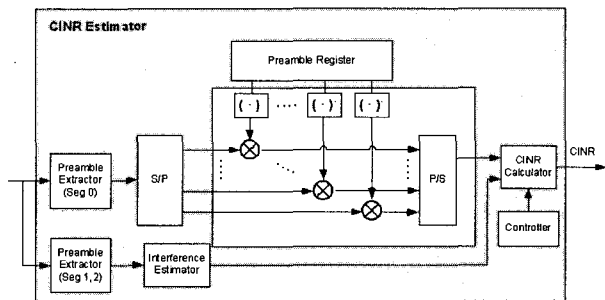 CINR Estimator
Preamble Register
(·) ···· (·) (·)
Preamble
Extractor
(Seg 0)
S/P
P/S
CINR
Calculator
CINR
Controller
Preamble
Extractor
(Seg 1, 2)
Interference
Estimator